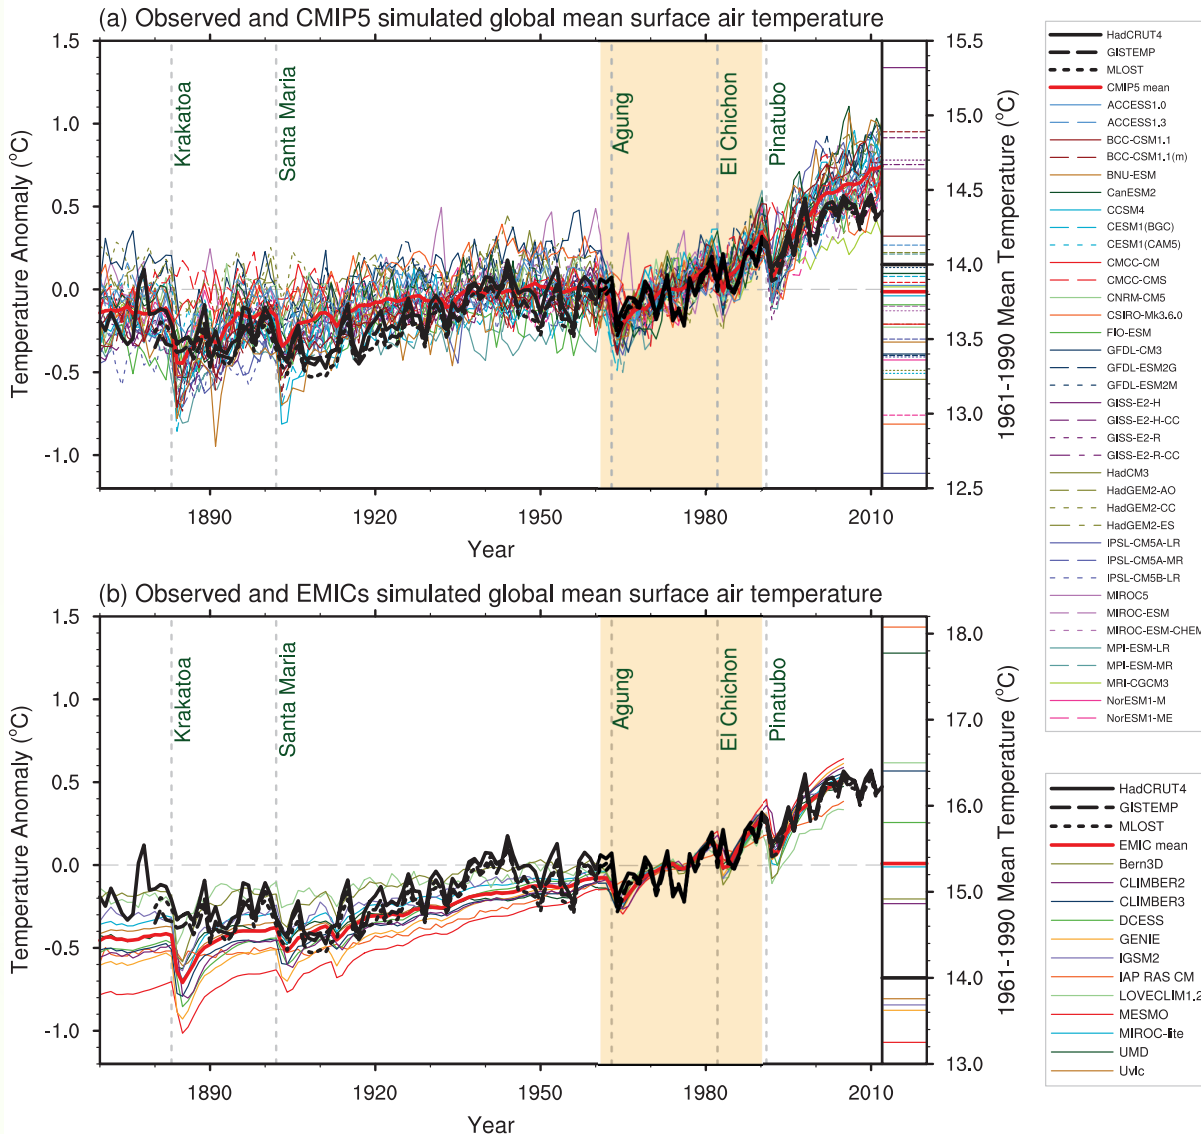 (a) Observed and CMIP5 simulated global mean surface air temperature
Temperature Anomaly (°C)
1.5
1.0
0.5
0.0
-0.5
-1.0
Krakatoa
Santa Maria
Agung
El Chichon
Pinatubo
1890
1920
1950
1980
2010
Year
15.5
15.0
14.5
14.0
13.5
13.0
12.5
1961-1990 Mean Temperature (°C)
HadCRUT4
GISTEMP
MLOST
CMIP5 mean
ACCESS1.0
ACCESS1.3
BCC-CSM1.1
BCC-CSM1.1(m)
BNU-ESM
CanESM2
CCSM4
CESM1(BGC)
CESM1(CAM5)
CMCC-CM
CMCC-CMS
CNRM-CM5
CSIRO-Mk3.6.0
FIO-ESM
GFDL-CM3
GFDL-ESM2G
GFDL-ESM2M
GISS-E2-H
GISS-E2-H-CC
GISS-E2-R
GISS-E2-R-CC
HadCM3
HadGEM2-AO
HadGEM2-CC
HadGEM2-ES
IPSL-CM5A-LR
IPSL-CM5A-MR
IPSL-CM5B-LR
MIROC5
MIROC-ESM
MIROC-ESM-CHEM
MPI-ESM-LR
MPI-ESM-MR
MRI-CGCM3
NorESM1-M
NorESM1-ME
(b) Observed and EMICs simulated global mean surface air temperature
Temperature Anomaly (°C)
1.5
1.0
0.5
0.0
-0.5
-1.0
Krakatoa
Santa Maria
Agung
El Chichon
Pinatubo
1890
1920
1950
1980
2010
Year
18.0
17.0
16.0
15.0
14.0
13.0
1961-1990 Mean Temperature (°C)
HadCRUT4
GISTEMP
MLOST
EMIC mean
Bern3D
CLIMBER2
CLIMBER3
DCESS
GENIE
IGSM2
IAP RAS CM
LOVECLIM1.2
MESMO
MIROC-lite
UMD
Uvic